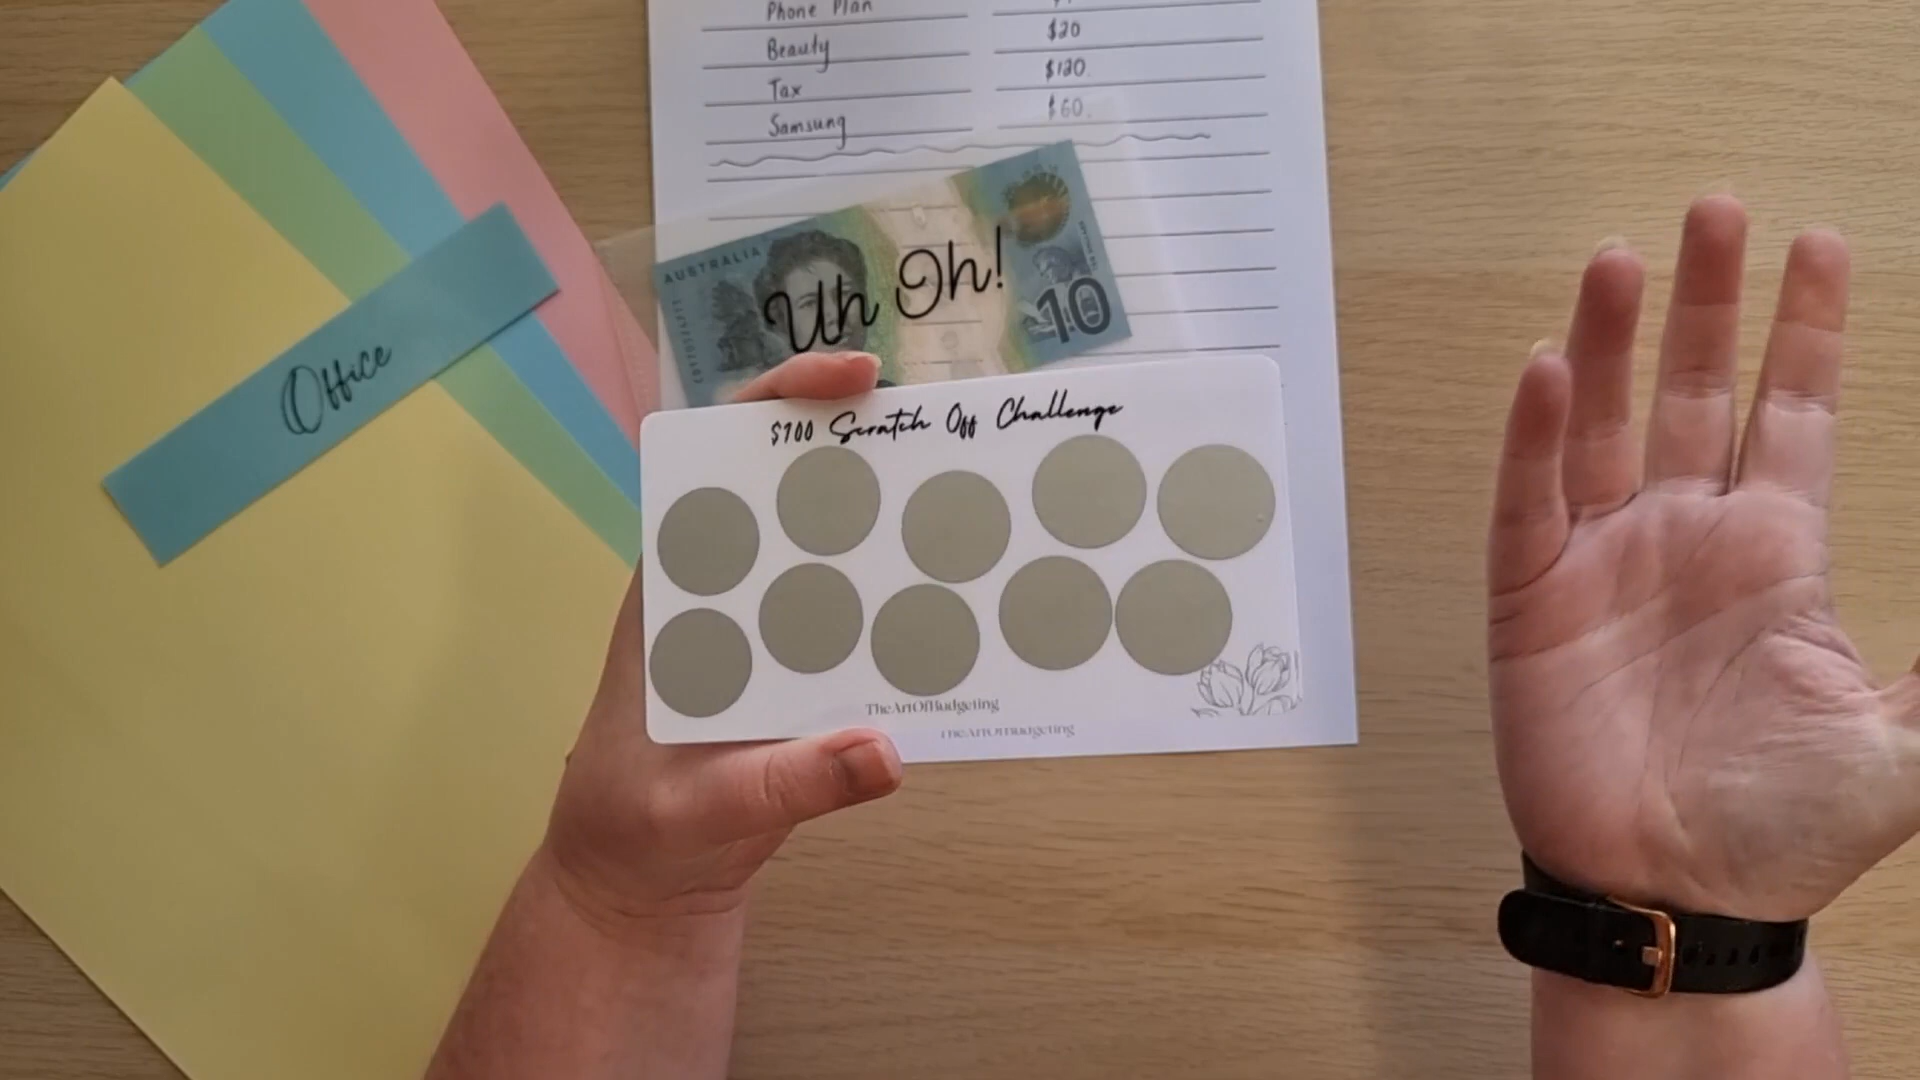 Phone Plan
Beauty $20
Tax $120.
Samsung $60.
AUSTRALIA
Uh Oh!
10
Office
$100 Scratch Off Challenge
TheArtOfBudgeting
TheArtOfBudgeting